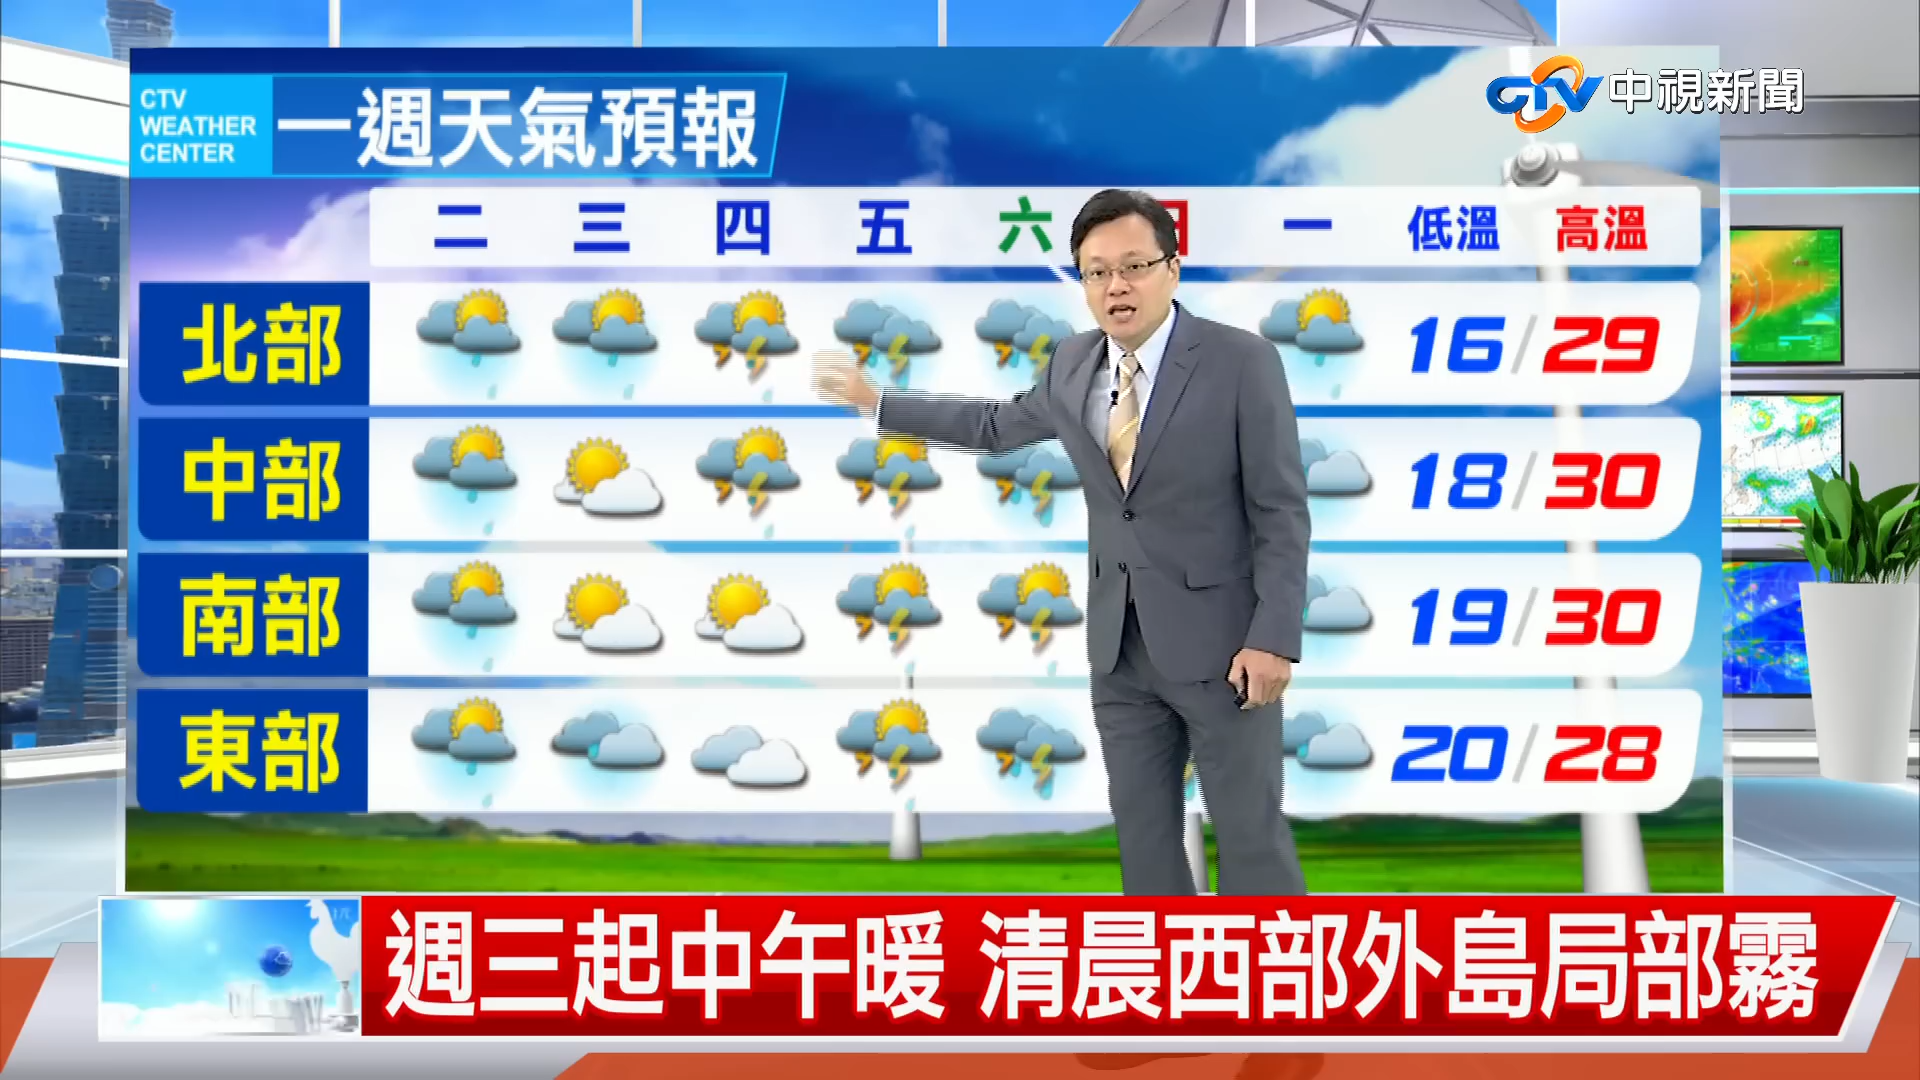 CTV
WEATHER
CENTER
一週天氣預報
CTV 中視新聞
二 三 四 五 六 日 一 低溫 高溫
北部 16/29
中部 18/30
南部 19/30
東部 20/28
週三起中午暖 清晨西部外島局部霧